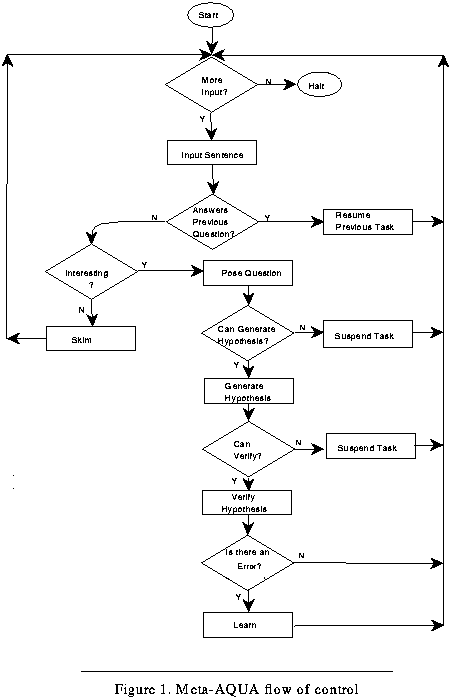 Start
More
Input?
N
Halt
Y
Input Sentence
Answers
Previous
Question?
N
Y
Resume
Previous Task
Interesting
?
Y
Pose Question
N
Skim
Can Generate
Hypothesis?
N
Suspend Task
Y
Generate
Hypothesis
Can
Verify?
N
Suspend Task
Y
Verify
Hypothesis
Is there an
Error?
N
Y
Learn
Figure 1. Meta-AQUA flow of control